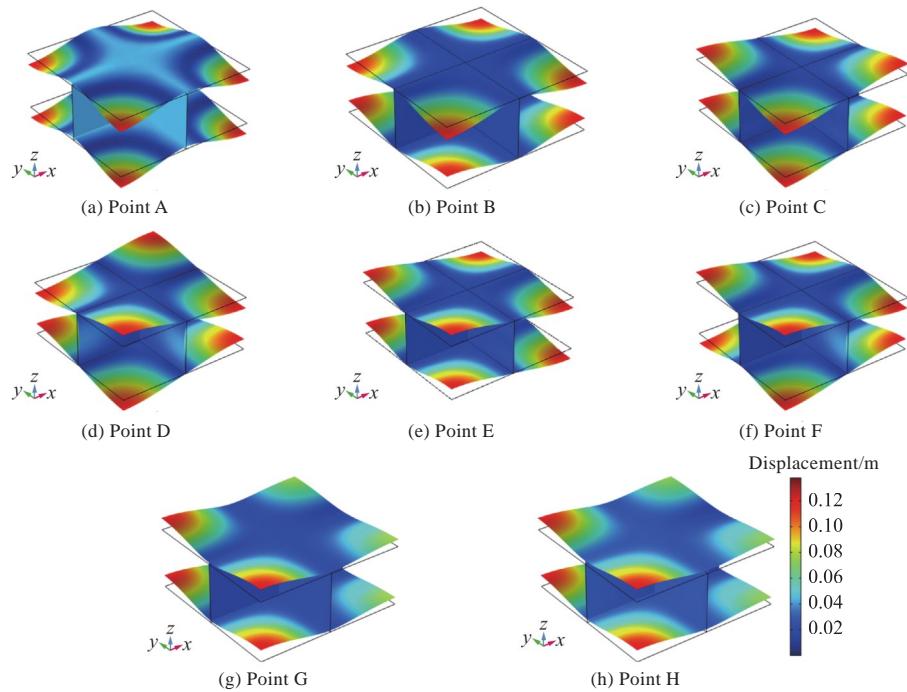 z
y x
z
y x
z
y x
(a) Point A
(b) Point B
(c) Point C
z
y x
z
y x
z
y x
(d) Point D
(e) Point E
(f) Point F
Displacement/m
0.12
0.10
0.08
0.06
0.04
0.02
z
y x
z
y x
(g) Point G
(h) Point H